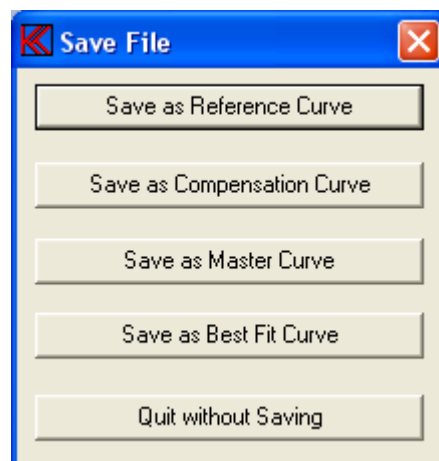 Save File
Save as Reference Curve
Save as Compensation Curve
Save as Master Curve
Save as Best Fit Curve
Quit without Saving